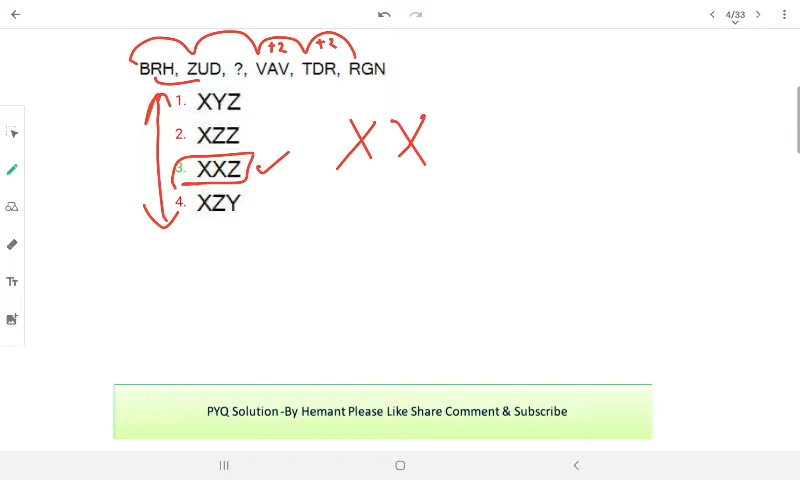 4/33
+2 +2
BRH, ZUD, ?, VAV, TDR, RGN
1. XYZ
2. XZZ
3. XXZ
4. XZY
X X
Tт
PYQ Solution -By Hemant Please Like Share Comment & Subscribe